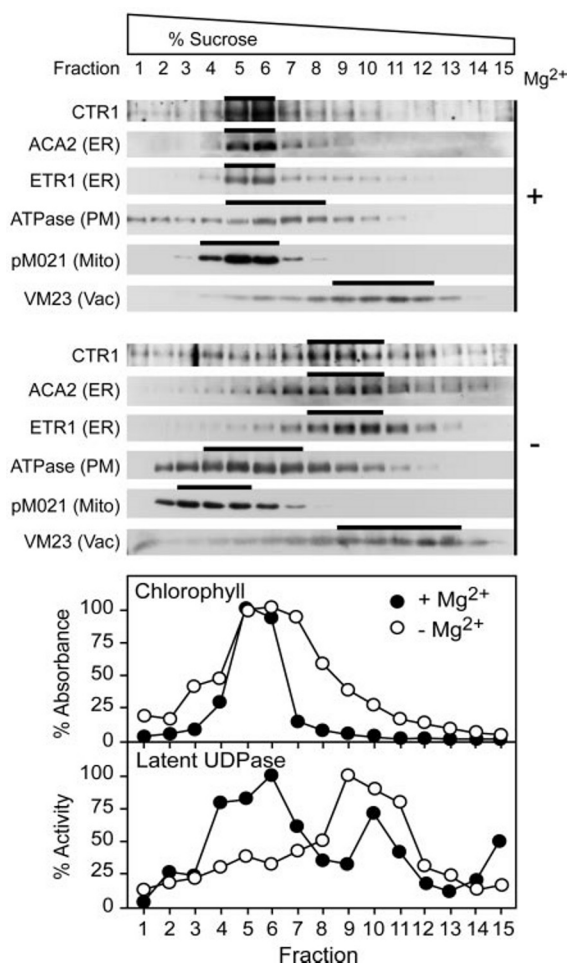 % Sucrose
Fraction 1 2 3 4 5 6 7 8 9 10 11 12 13 14 15 Mg2+
CTR1
ACA2 (ER)
ETR1 (ER)
ATPase (PM)
pM021 (Mito)
VM23 (Vac)
+
CTR1
ACA2 (ER)
ETR1 (ER)
ATPase (PM)
pM021 (Mito)
VM23 (Vac)
-
Chlorophyll
+ Mg2+
- Mg2+
% Absorbance
100
75
50
25
0
Latent UDPase
% Activity
100
75
50
25
0
1 2 3 4 5 6 7 8 9 10 11 12 13 14 15
Fraction